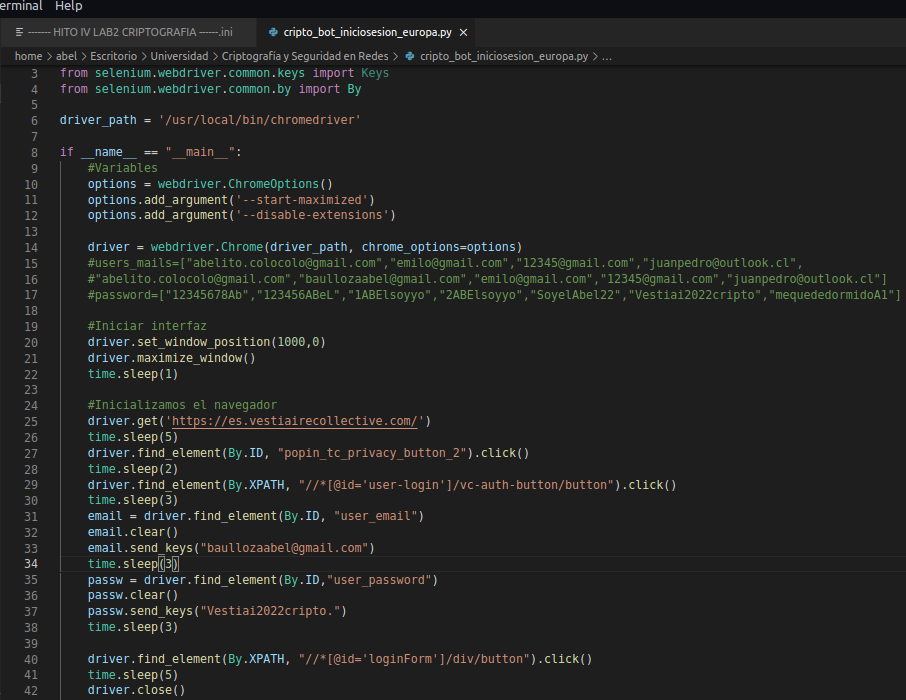 erminal Help
------- HITO IV LAB2 CRIPTOGRAFIA ------.ini cripto_bot_iniciosesion_europa.py ×
home > abel > Escritorio > Universidad > Criptografía y Seguridad en Redes > cripto_bot_iniciosesion_europa.py > ...
3 from selenium.webdriver.common.keys import Keys
4 from selenium.webdriver.common.by import By
5
6 driver_path = '/usr/local/bin/chromedriver'
7
8 if __name__ == "__main__":
9 #Variables
10 options = webdriver.ChromeOptions()
11 options.add_argument('--start-maximized')
12 options.add_argument('--disable-extensions')
13
14 driver = webdriver.Chrome(driver_path, chrome_options=options)
15 #users_mails=["abelito.colocolo@gmail.com","emilo@gmail.com","12345@gmail.com","juanpedro@outlook.cl",
16 #"abelito.colocolo@gmail.com","baullozaabel@gmail.com","emilo@gmail.com","12345@gmail.com","juanpedro@outlook.cl"]
17 #password=["12345678Ab","123456ABeL","1ABElsoyyo","2ABElsoyyo","SoyelAbel22","Vestiai2022cripto","mequededormidoA1"]
18
19 #Iniciar interfaz
20 driver.set_window_position(1000,0)
21 driver.maximize_window()
22 time.sleep(1)
23
24 #Inicializamos el navegador
25 driver.get('https://es.vestiairecollective.com/')
26 time.sleep(5)
27 driver.find_element(By.ID, "popin_tc_privacy_button_2").click()
28 time.sleep(2)
29 driver.find_element(By.XPATH, "//*[@id='user-login']/vc-auth-button/button").click()
30 time.sleep(3)
31 email = driver.find_element(By.ID, "user_email")
32 email.clear()
33 email.send_keys("baullozaabel@gmail.com")
34 time.sleep(3)
35 passw = driver.find_element(By.ID,"user_password")
36 passw.clear()
37 passw.send_keys("Vestiai2022cripto.")
38 time.sleep(3)
39
40 driver.find_element(By.XPATH, "//*[@id='loginForm']/div/button").click()
41 time.sleep(5)
42 driver.close()